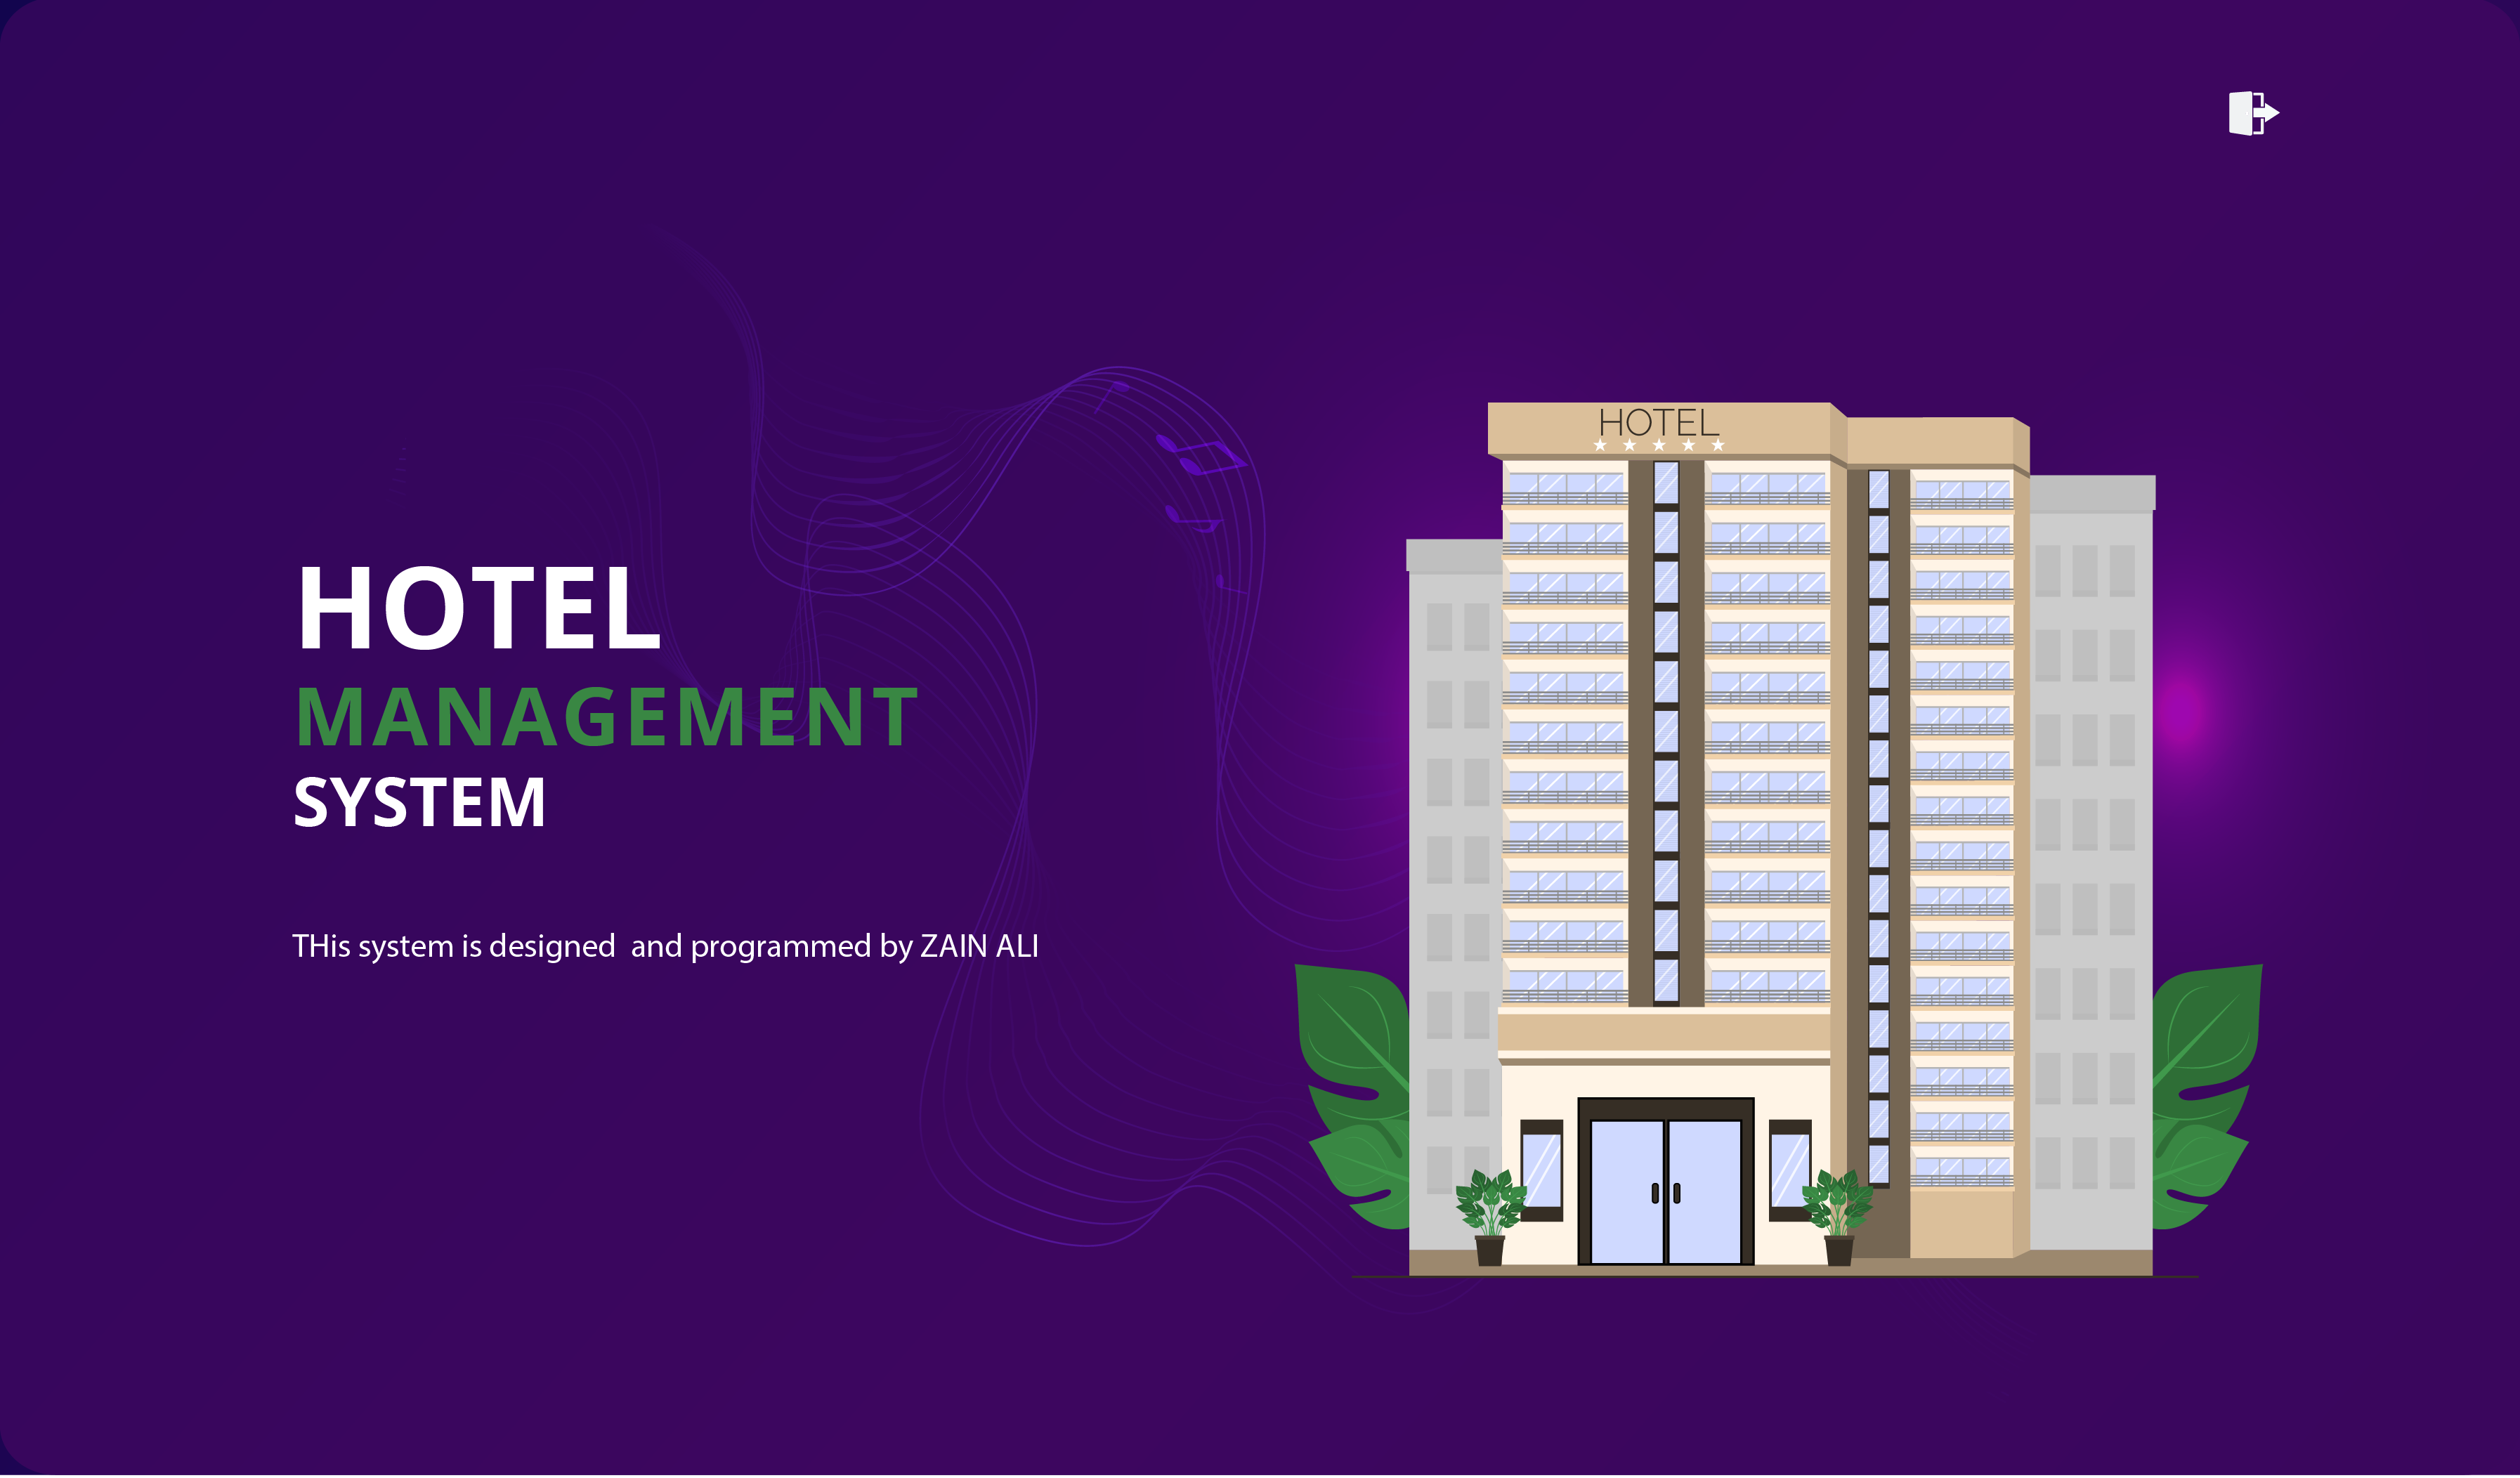 HOTEL
MANAGEMENT
SYSTEM
THis system is designed  and programmed by ZAIN ALI
HOTEL